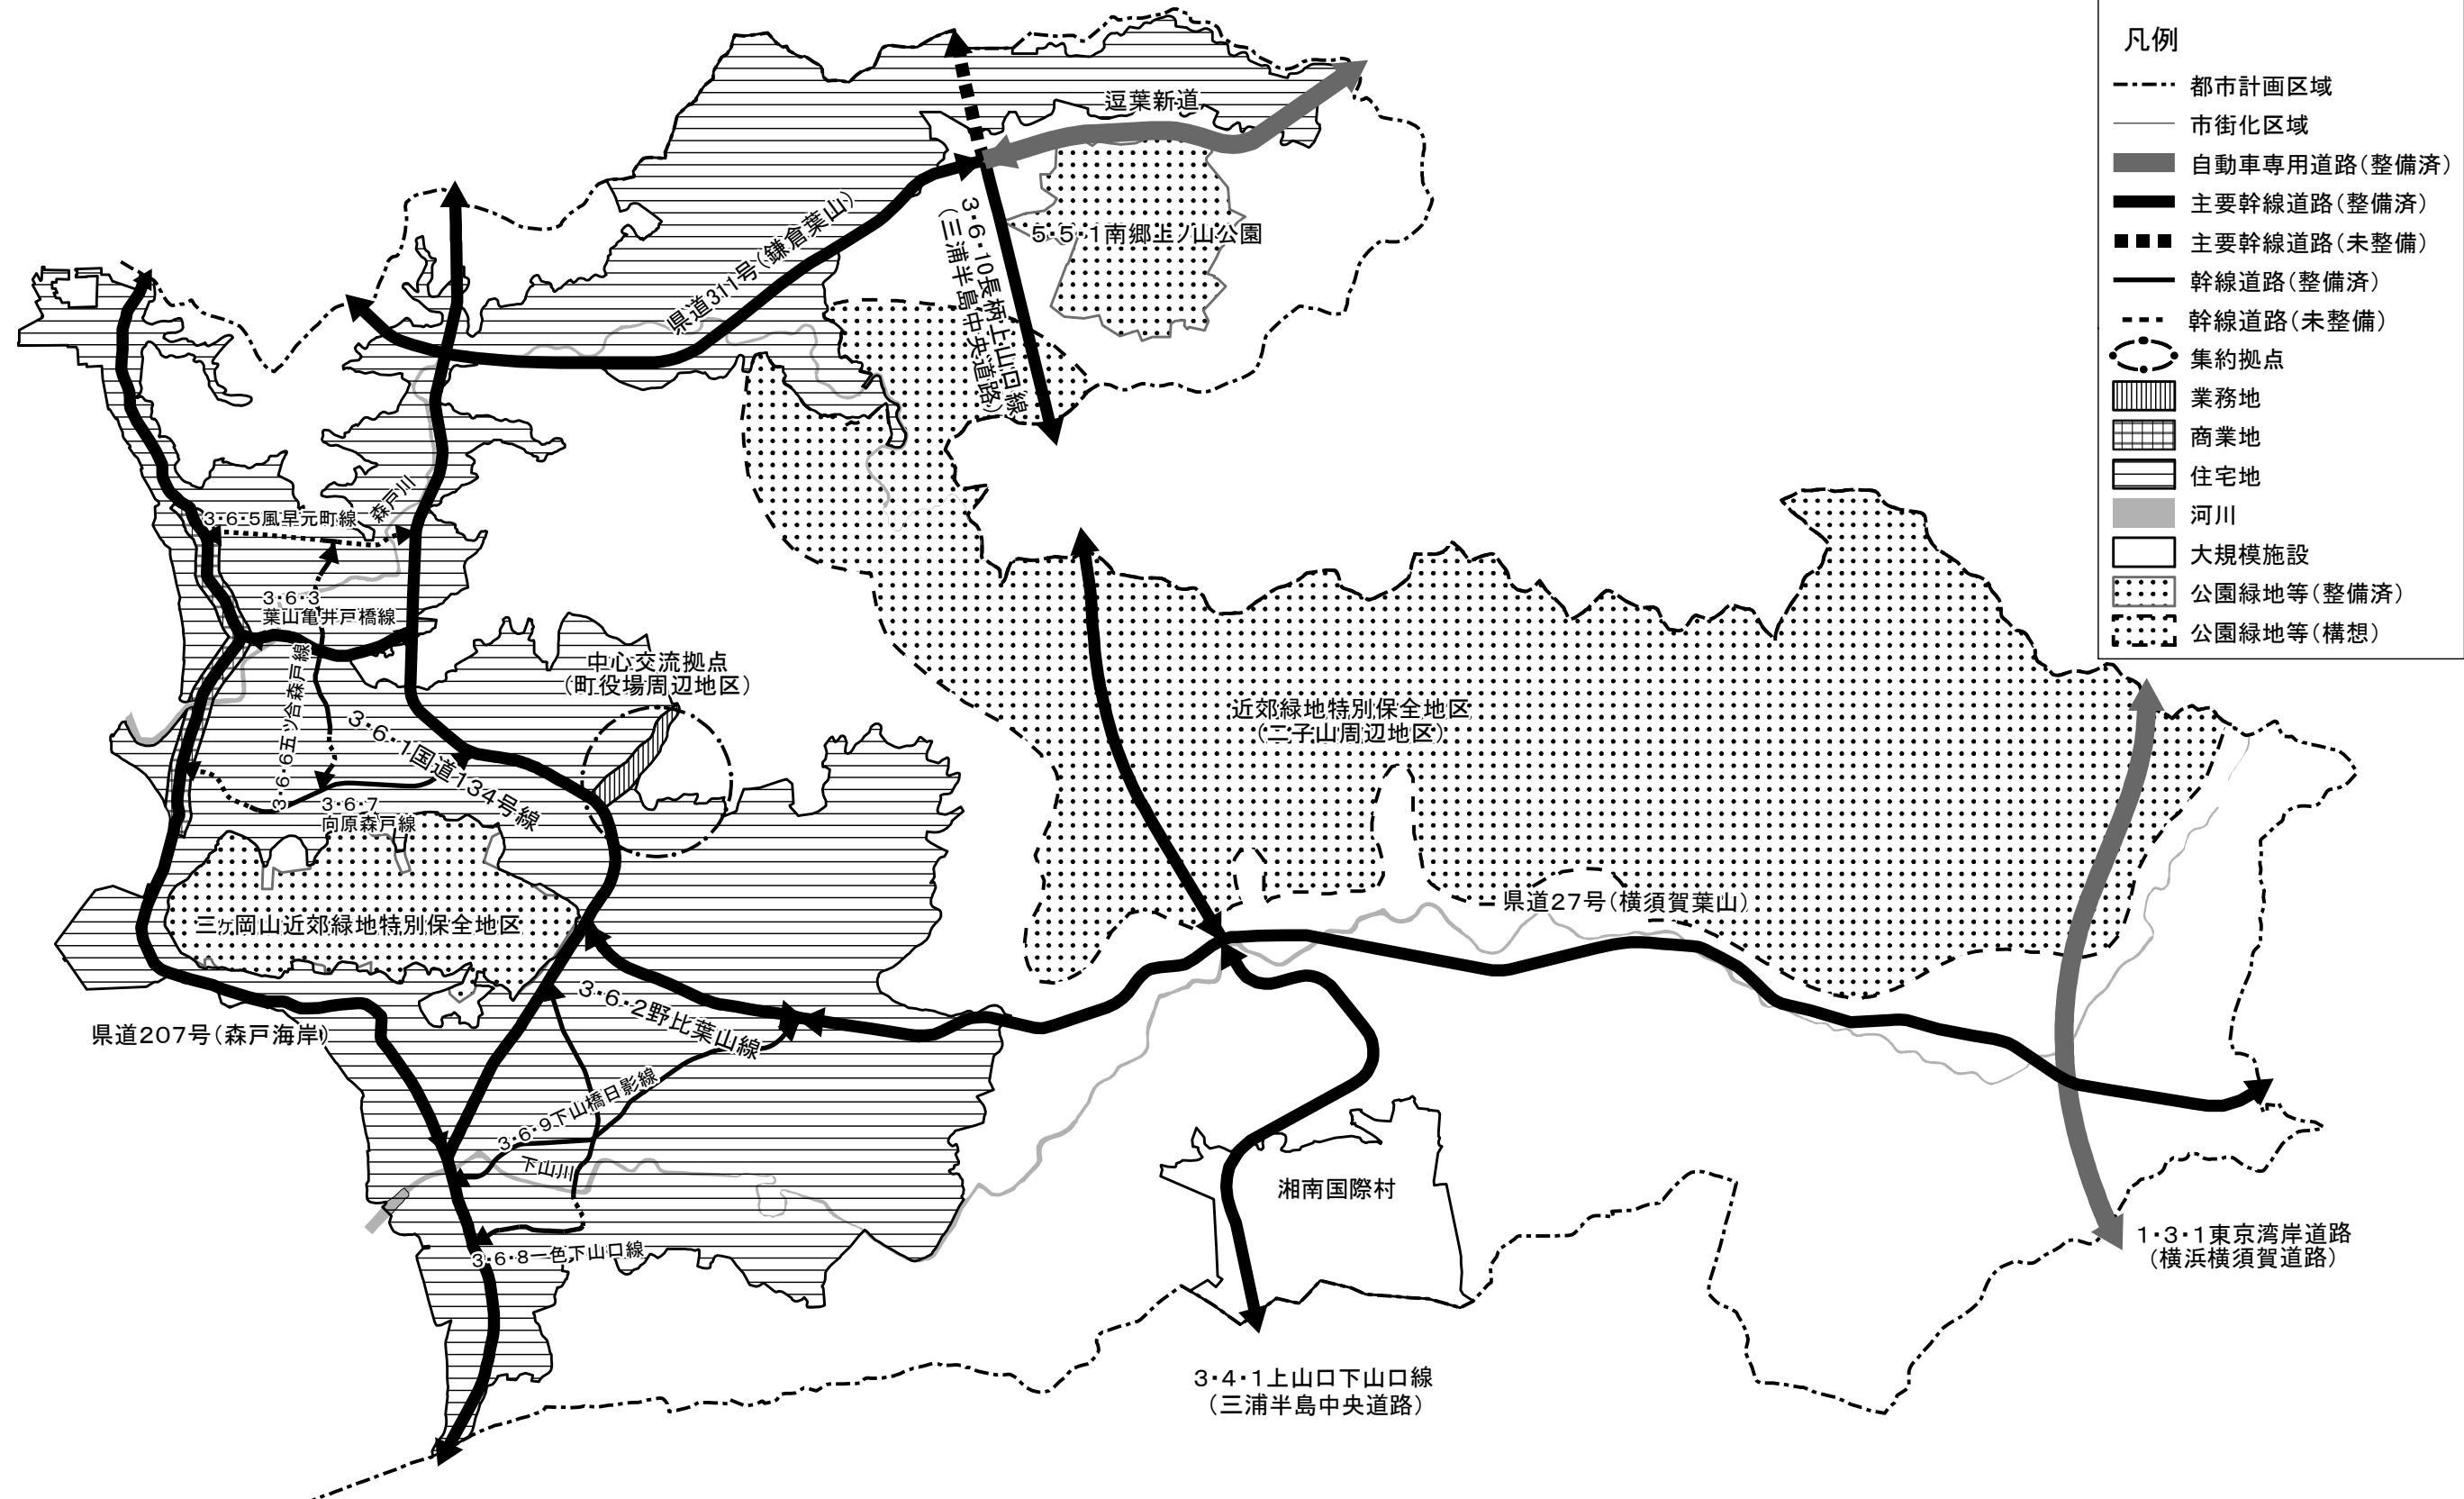 凡例
都市計画区域
市街化区域
自動車専用道路（整備済）
主要幹線道路（整備済）
主要幹線道路（未整備）
幹線道路（整備済）
幹線道路（未整備）
集約拠点
業務地
商業地
住宅地
河川
大規模施設
公園緑地等（整備済）
公園緑地等（構想）
逗葉新道
県道311号（鎌倉葉山）
3・6・10長柄上山口線
（三浦半島中央道路）
5・5・1南郷上ノ山公園
3・6・5風早元町線
森戸川
3・6・3
葉山亀井戸橋線
3・6・6五ツ合森戸線
中心交流拠点
（町役場周辺地区）
3・6・1国道134号線
3・6・7
向原森戸線
近郊緑地特別保全地区
（二子山周辺地区）
県道27号（横須賀葉山）
三ヶ岡山近郊緑地特別保全地区
3・6・2野比葉山線
県道207号（森戸海岸）
3・6・9下山橋日影線
下山川
3・6・8一色下山口線
湘南国際村
1・3・1東京湾岸道路
（横浜横須賀道路）
3・4・1上山口下山口線
（三浦半島中央道路）